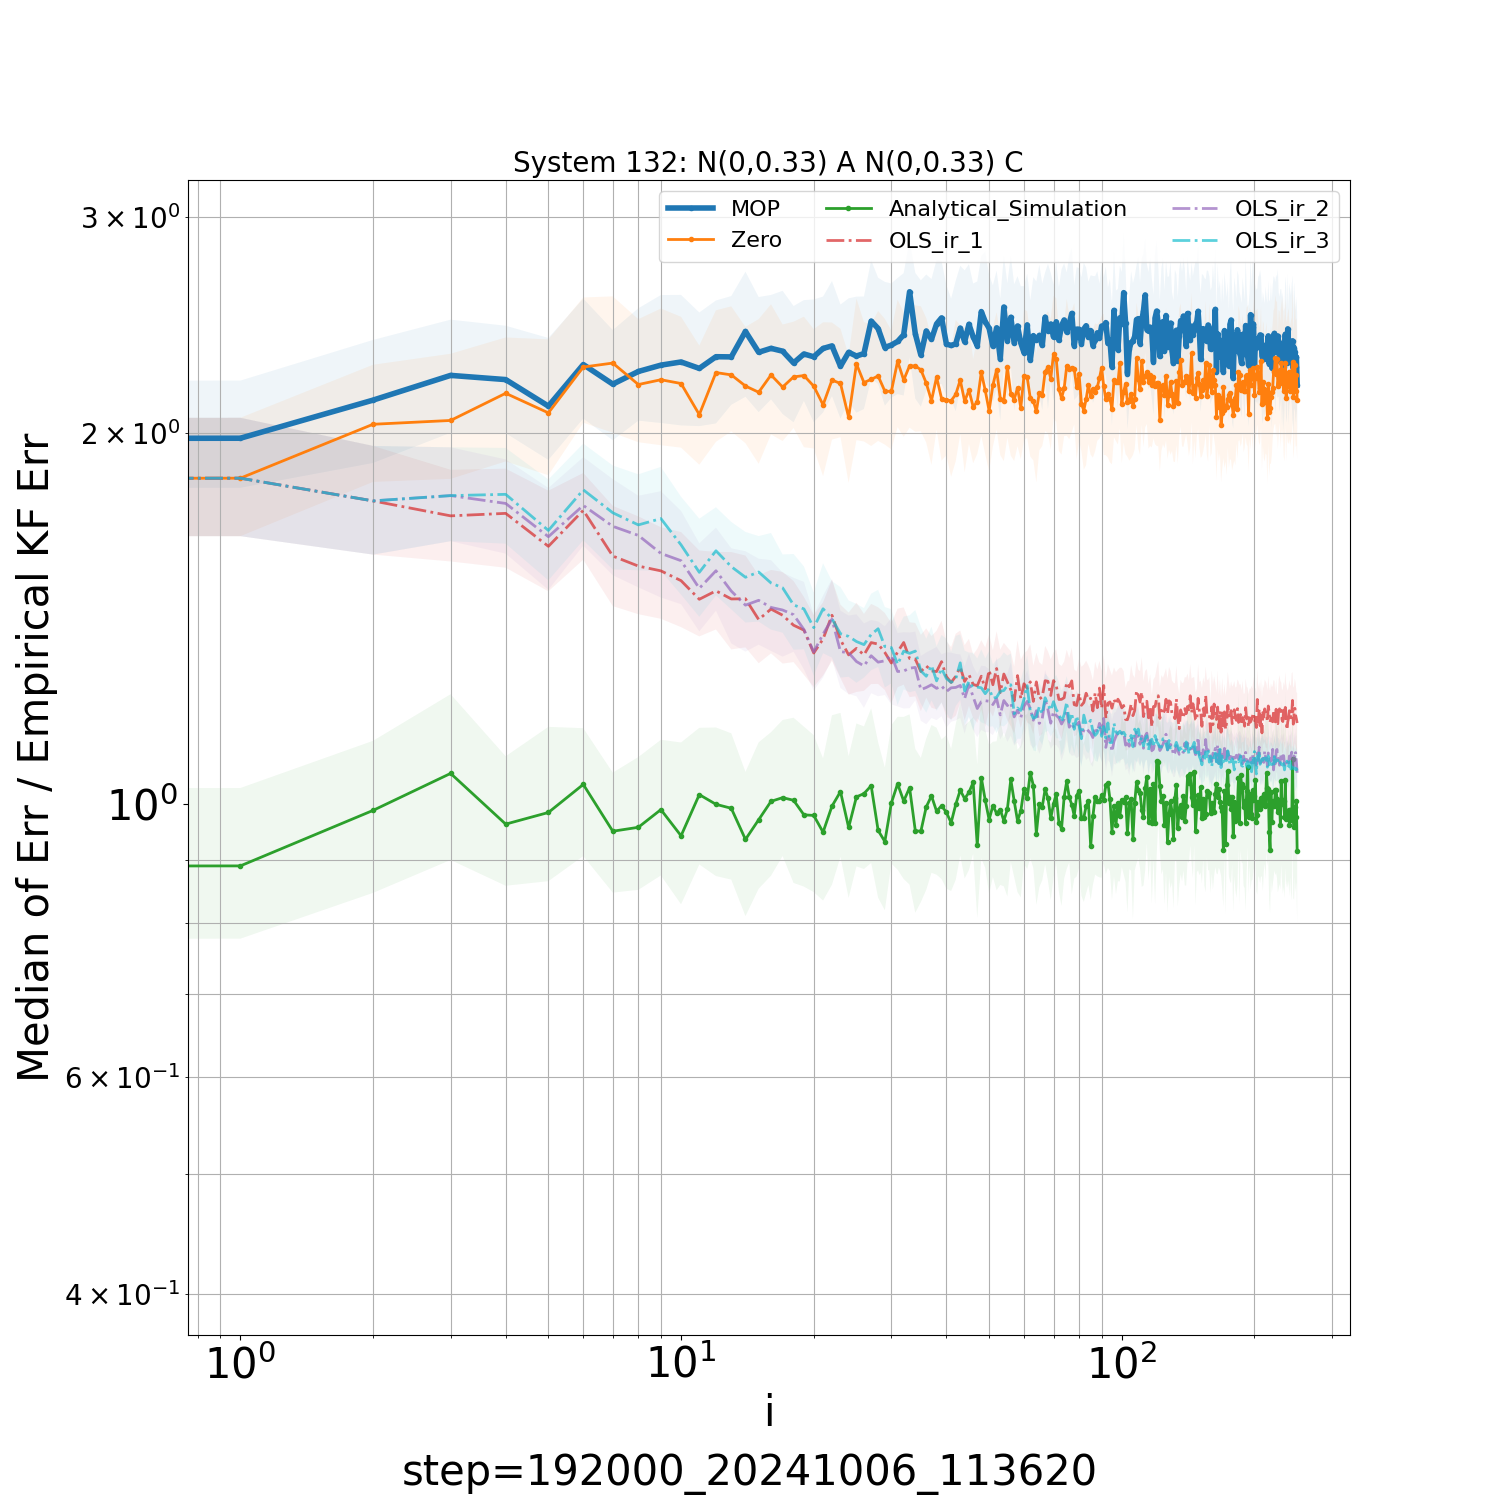 System 132: N(0,0.33) A N(0,0.33) C
MOP
Zero
Analytical_Simulation
OLS_ir_1
OLS_ir_2
OLS_ir_3
Median of Err / Empirical KF Err
3 × 10⁰
2 × 10⁰
10⁰
6 × 10⁻¹
4 × 10⁻¹
10⁰ 10¹ 10²
i
step=192000_20241006_113620